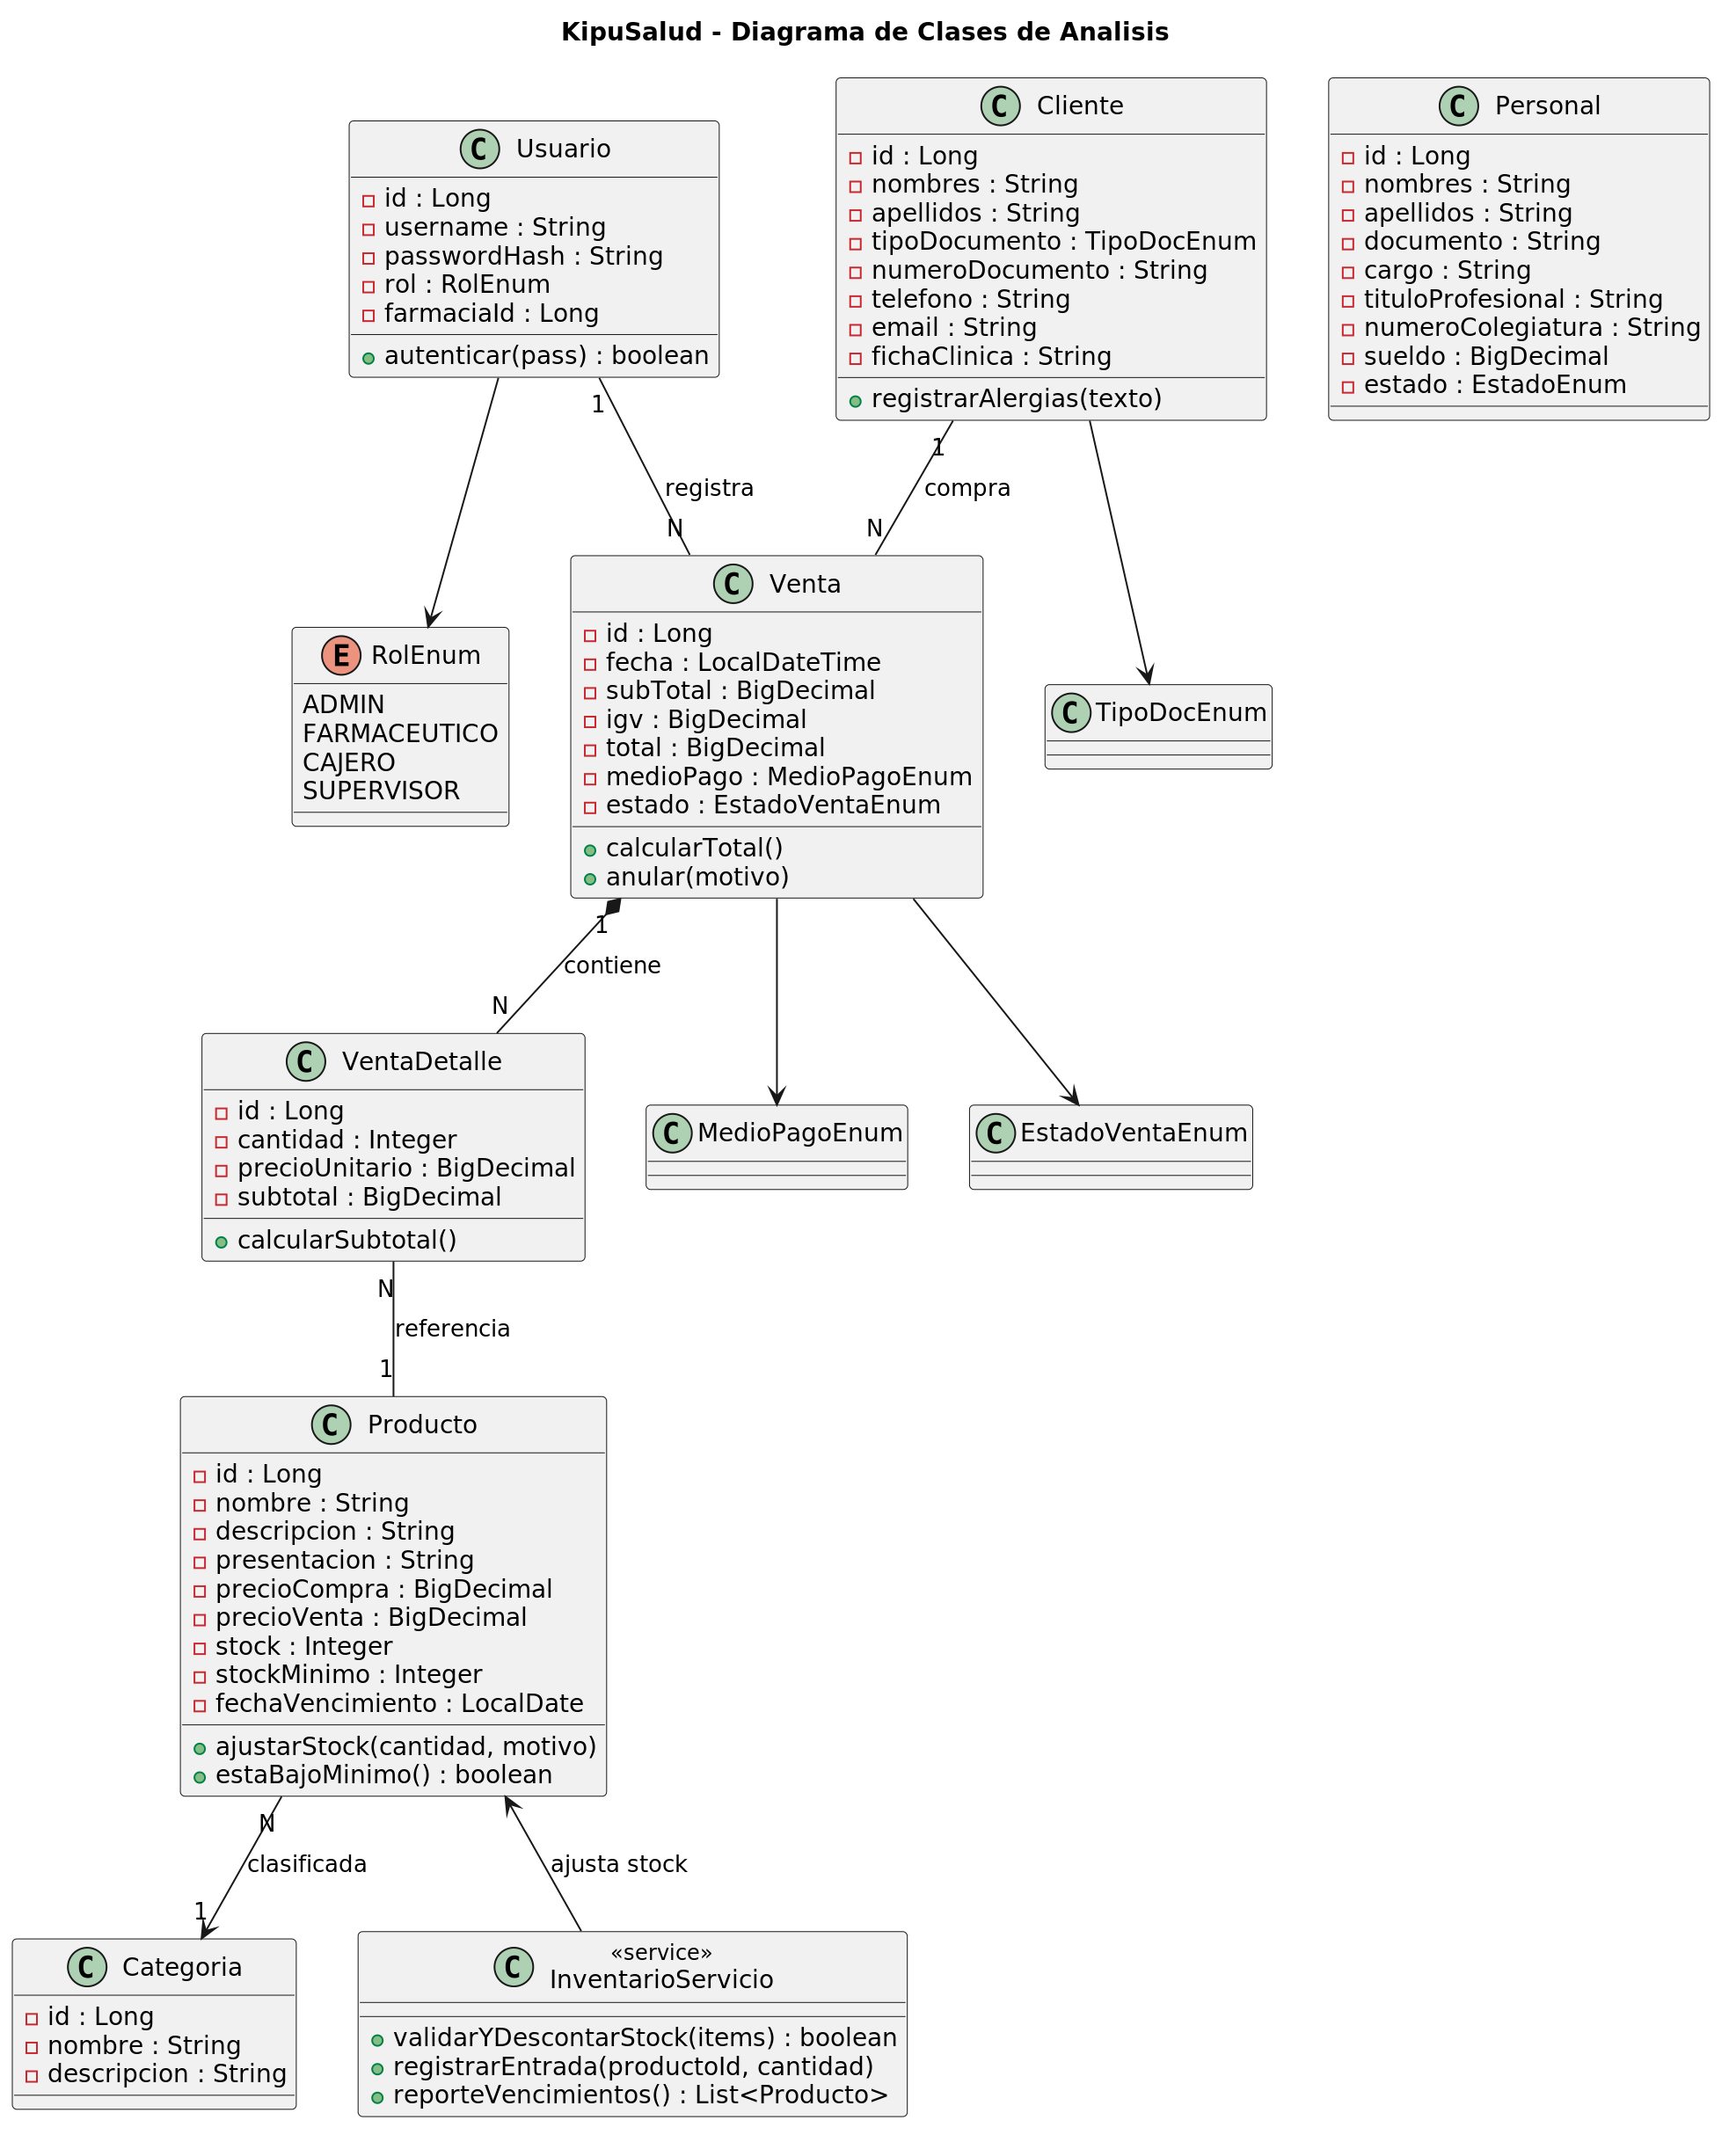 KipuSalud - Diagrama de Clases de Analisis
C Usuario
id : Long
username : String
passwordHash : String
rol : RolEnum
farmaciaId : Long
autenticar(pass) : boolean
C Cliente
id : Long
nombres : String
apellidos : String
tipoDocumento : TipoDocEnum
numeroDocumento : String
telefono : String
email : String
fichaClinica : String
registrarAlergias(texto)
C Personal
id : Long
nombres : String
apellidos : String
documento : String
cargo : String
tituloProfesional : String
numeroColegiatura : String
sueldo : BigDecimal
estado : EstadoEnum
1
registra
N
1
compra
N
E RolEnum
ADMIN
FARMACEUTICO
CAJERO
SUPERVISOR
C Venta
id : Long
fecha : LocalDateTime
subTotal : BigDecimal
igv : BigDecimal
total : BigDecimal
medioPago : MedioPagoEnum
estado : EstadoVentaEnum
calcularTotal()
anular(motivo)
C TipoDocEnum
1
contiene
N
C VentaDetalle
id : Long
cantidad : Integer
precioUnitario : BigDecimal
subtotal : BigDecimal
calcularSubtotal()
C MedioPagoEnum
C EstadoVentaEnum
N
referencia
1
C Producto
id : Long
nombre : String
descripcion : String
presentacion : String
precioCompra : BigDecimal
precioVenta : BigDecimal
stock : Integer
stockMinimo : Integer
fechaVencimiento : LocalDate
ajustarStock(cantidad, motivo)
estaBajoMinimo() : boolean
N
clasificada
1
ajusta stock
C Categoria
id : Long
nombre : String
descripcion : String
«service»
C InventarioServicio
validarYDescontarStock(items) : boolean
registrarEntrada(productoId, cantidad)
reporteVencimientos() : List<Producto>